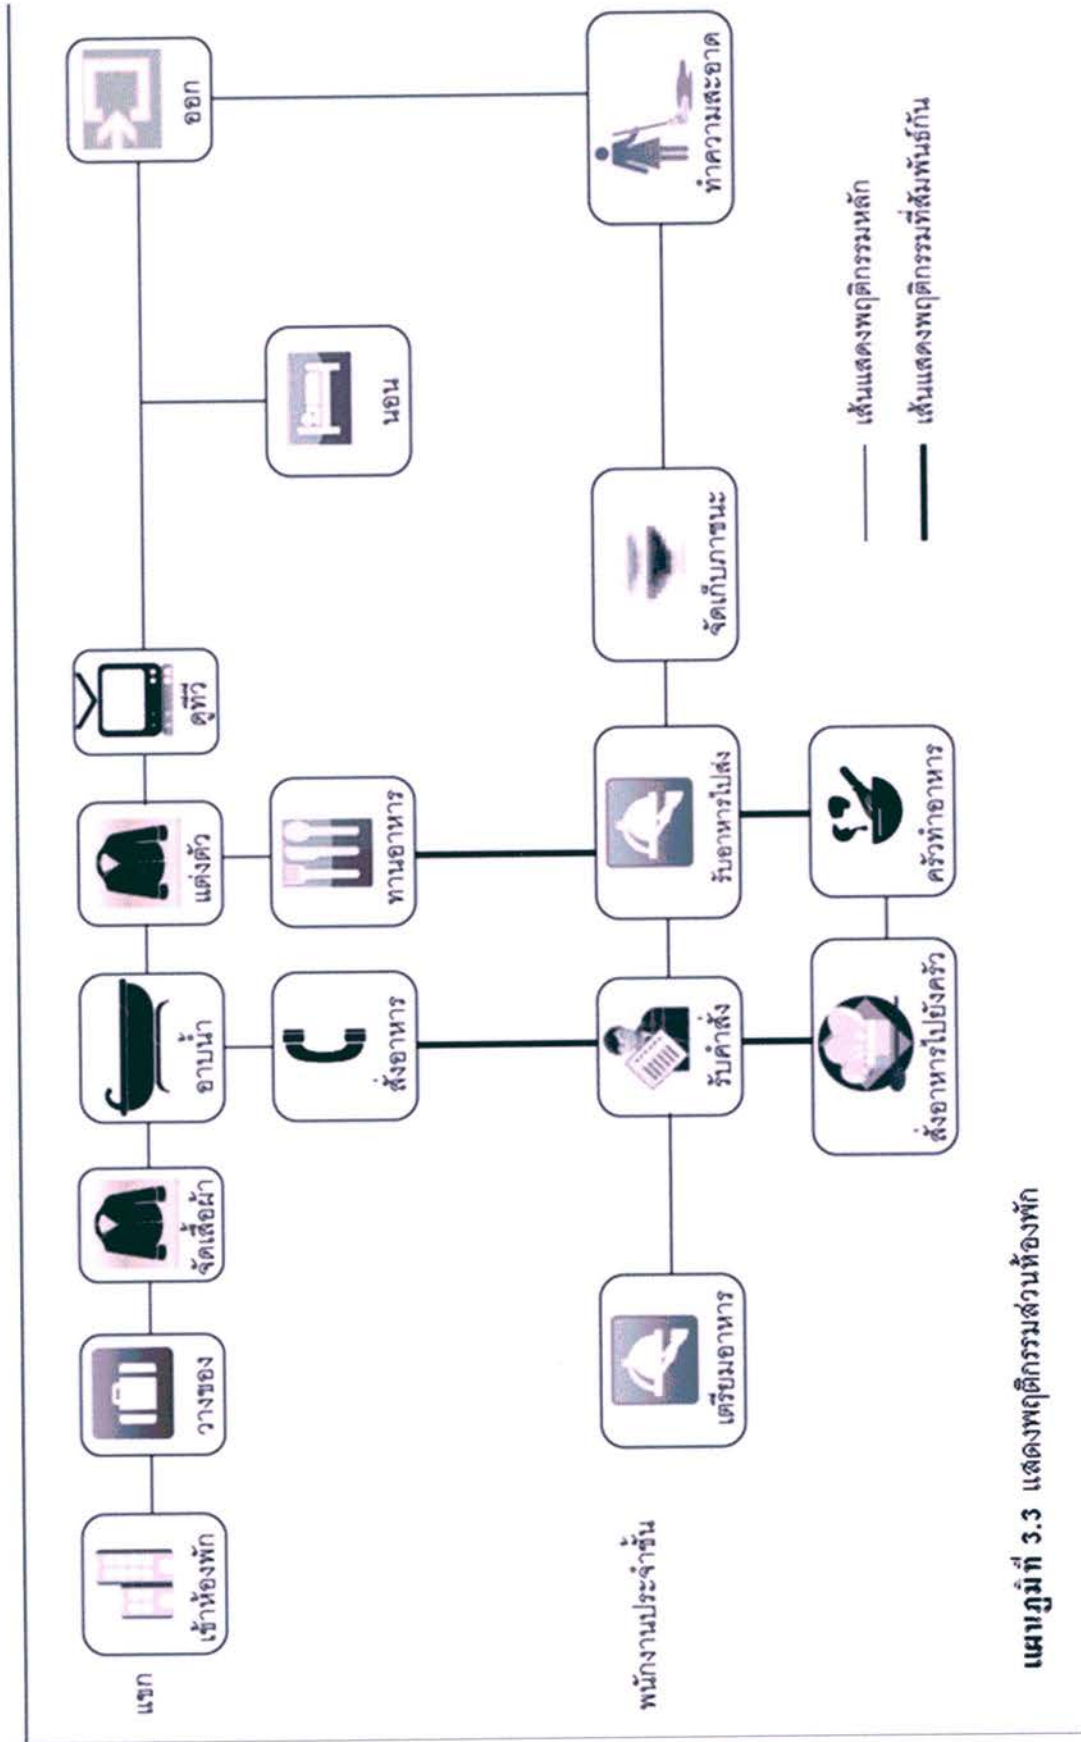 แขก
เข้าห้องพัก
วางของ
จัดเสื้อผ้า
อาบน้ำ
แต่งตัว
ดูทีวี
ออก
สั่งอาหาร
ทานอาหาร
นอน
พนักงานประจำชั้น
เตรียมอาหาร
รับคำสั่ง
รับอาหารไปส่ง
จัดเก็บภาชนะ
ทำความสะอาด
สั่งอาหารไปยังครัว
ครัวทำอาหาร
เส้นแสดงพฤติกรรมหลัก
เส้นแสดงพฤติกรรมที่สัมพันธ์กัน
แผนภูมิที่ 3.3 แสดงพฤติกรรมส่วนห้องพัก